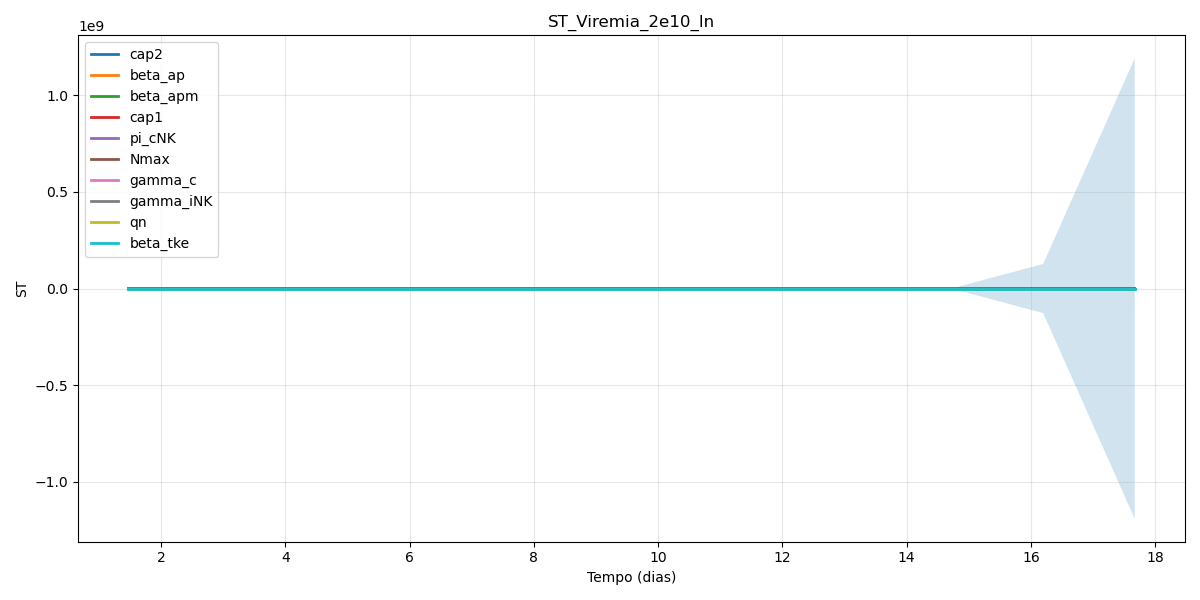 ST_Viremia_2e10_ln
1e9
cap2
beta_ap
beta_apm
cap1
pi_cNK
Nmax
gamma_c
gamma_iNK
qn
beta_tke
1.0
0.5
0.0
−0.5
−1.0
ST
2 4 6 8 10 12 14 16 18
Tempo (dias)